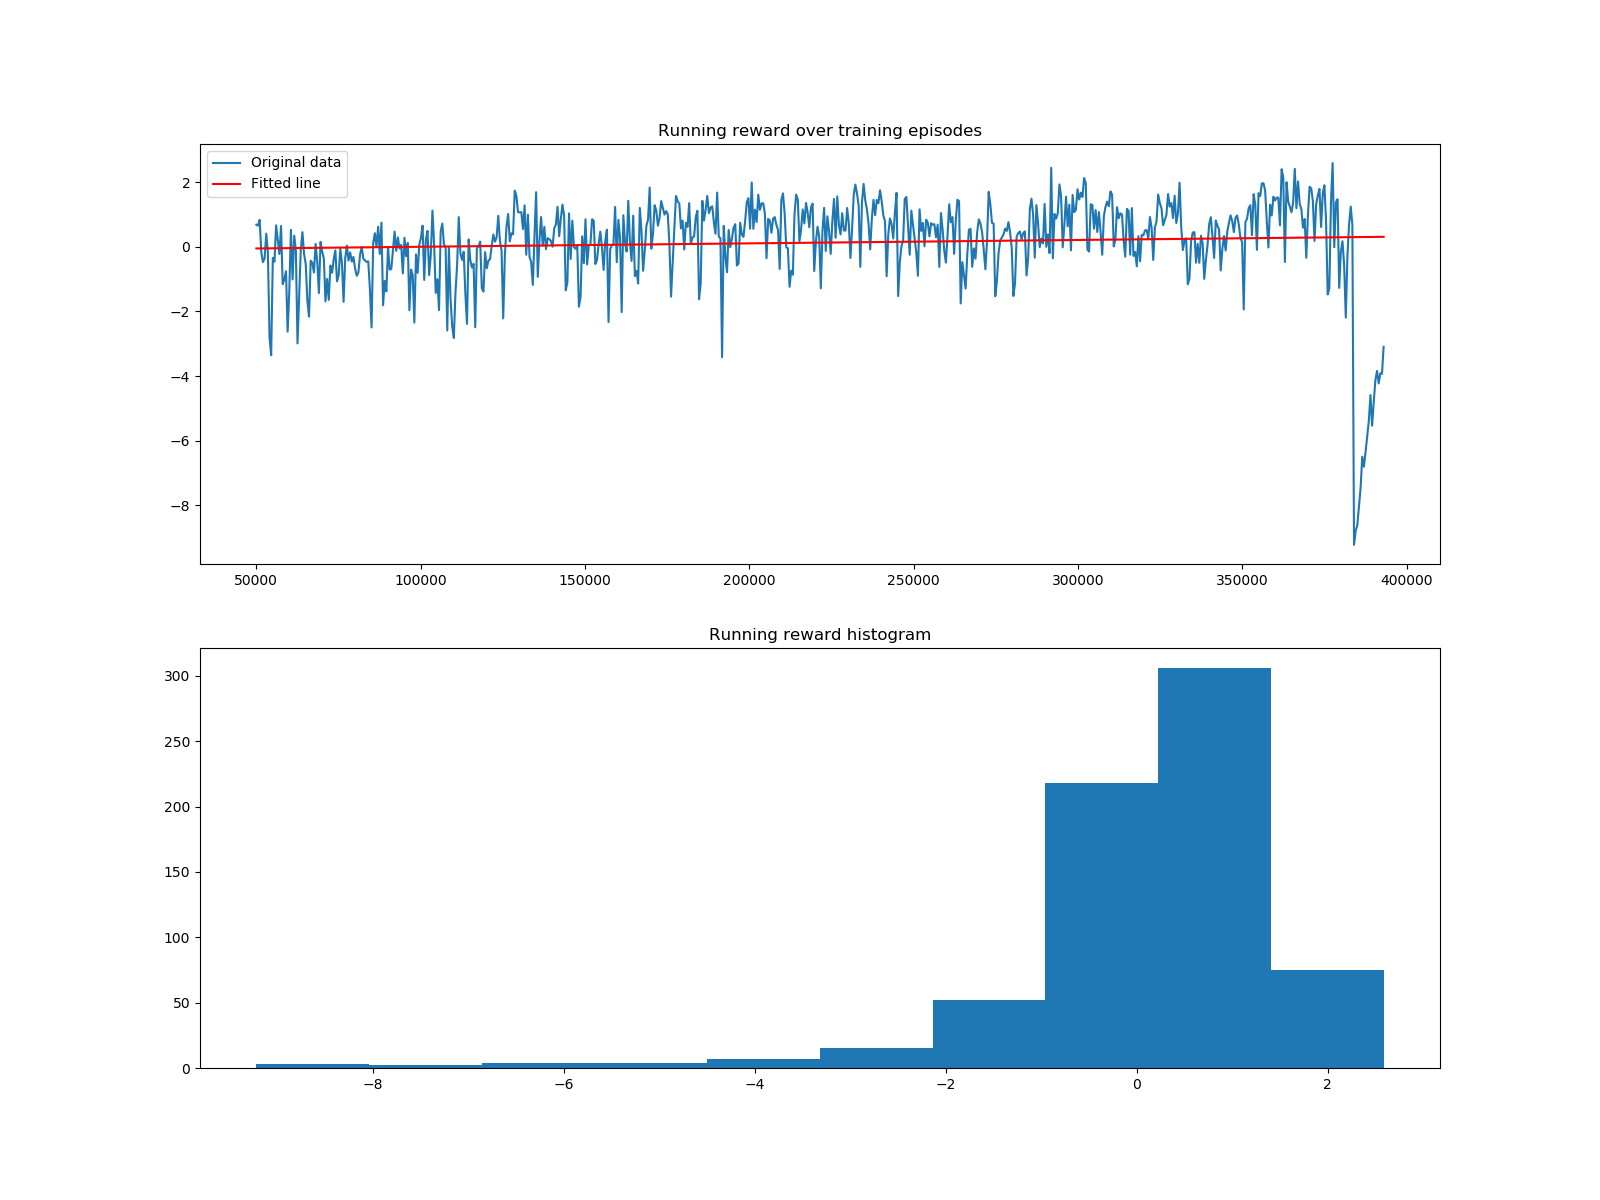 Running reward over training episodes
Original data
Fitted line
2
0
−2
−4
−6
−8
50000 100000 150000 200000 250000 300000 350000 400000
Running reward histogram
300
250
200
150
100
50
0
−8 −6 −4 −2 0 2